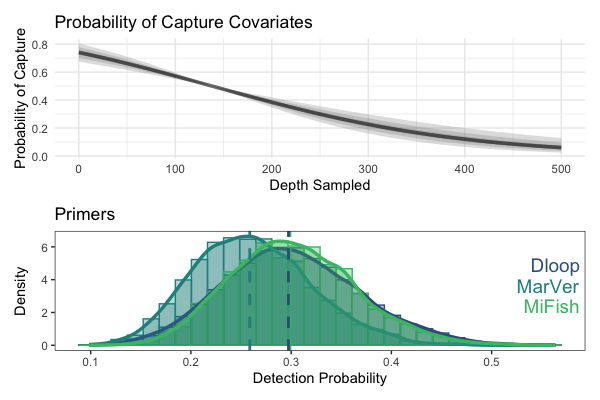 Probability of Capture Covariates
Probability of Capture
0.8
0.6
0.4
0.2
0.0
0 100 200 300 400 500
Depth Sampled
Primers
Density
6
4
2
0
Dloop
MarVer
MiFish
0.1 0.2 0.3 0.4 0.5
Detection Probability